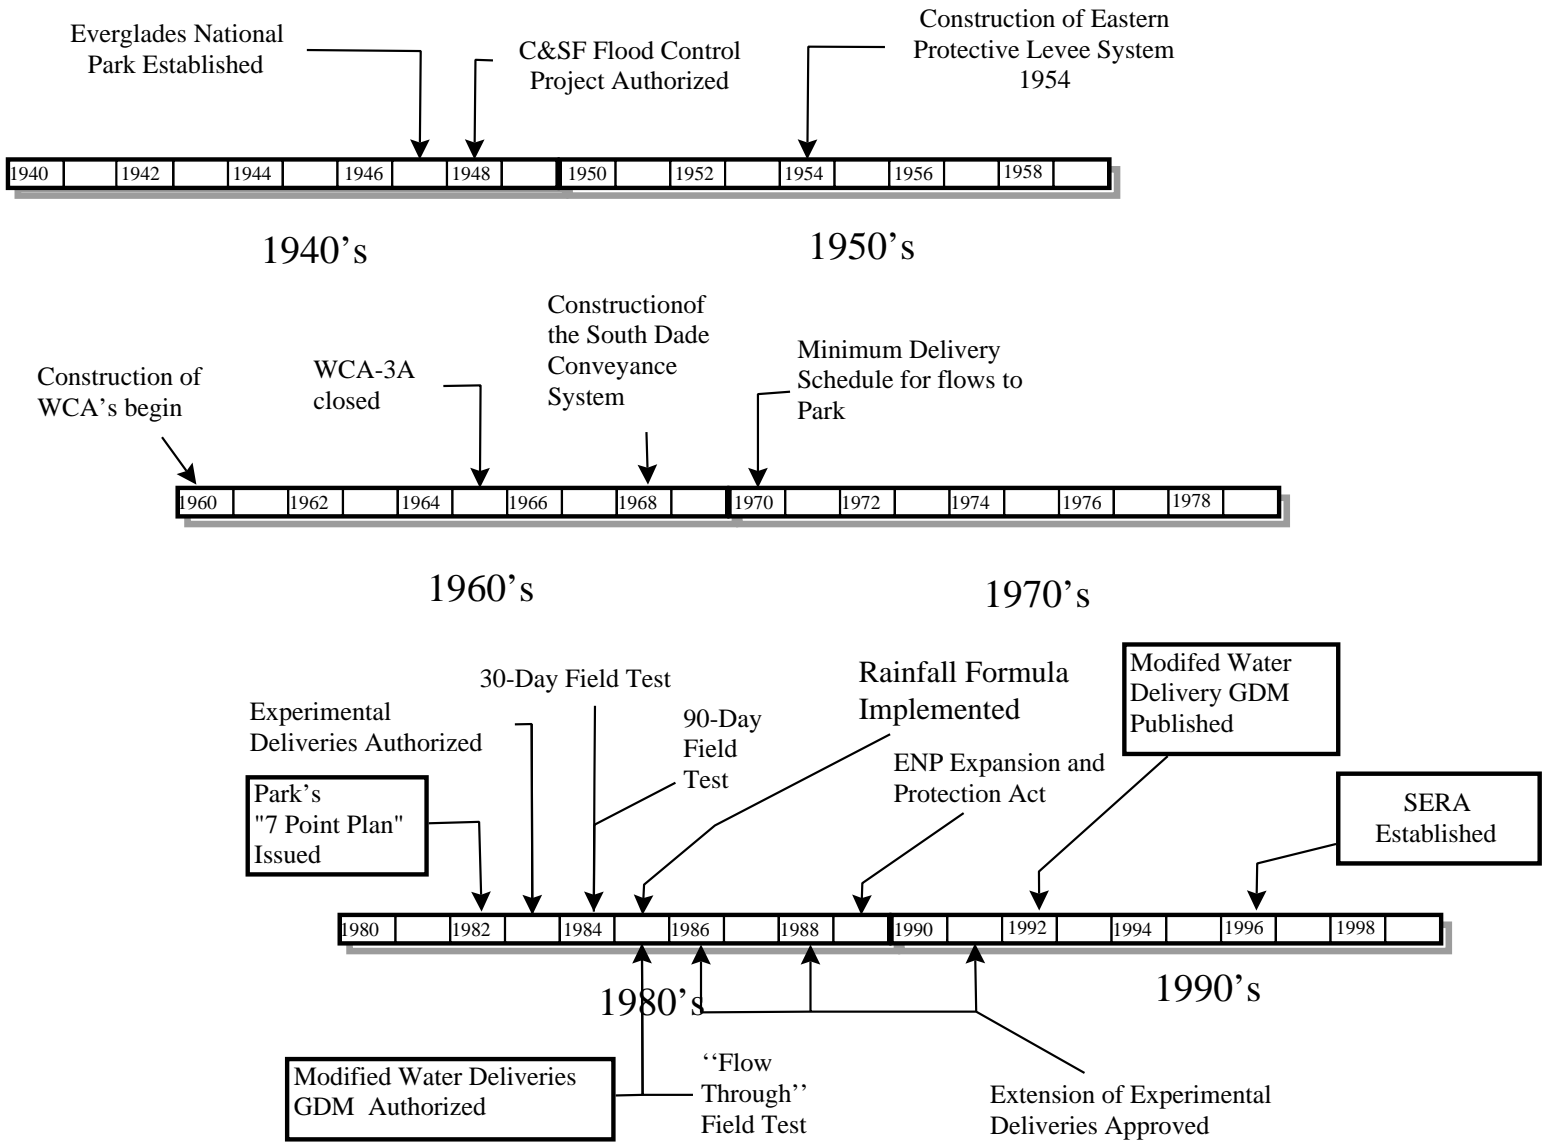 Everglades National
Park Established
C&SF Flood Control
Project Authorized
Construction of Eastern
Protective Levee System
1954
1940
1942
1944
1946
1948
1950
1952
1954
1956
1958
1940’s
1950’s
Construction of
WCA’s begin
WCA-3A
closed
Constructionof
the South Dade
Conveyance
System
Minimum Delivery
Schedule for flows to
Park
1960
1962
1964
1966
1968
1970
1972
1974
1976
1978
1960’s
1970’s
Experimental
Deliveries Authorized
Park’s
"7 Point Plan"
Issued
30-Day Field Test
90-Day
Field
Test
Rainfall Formula
Implemented
ENP Expansion and
Protection Act
Modifed Water
Delivery GDM
Published
SERA
Established
1980
1982
1984
1986
1988
1990
1992
1994
1996
1998
1980’s
1990’s
Modified Water Deliveries
GDM Authorized
‘‘Flow
Through’’
Field Test
Extension of Experimental
Deliveries Approved